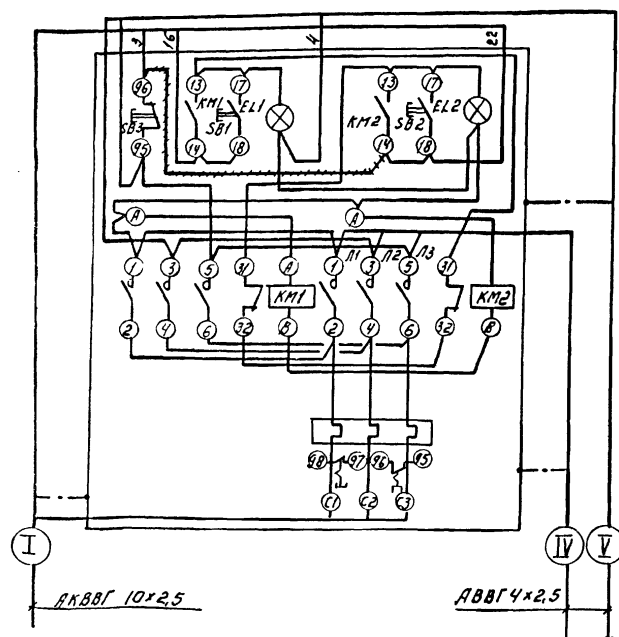 3 16 4 22
96 13 17 13 17
KM1 EL1 KM2 EL2
SB3 SB1 SB2
95 14 18 14 18
A A
Л1 Л2 Л3
1 3 5 31 A 1 3 5 31
KM1 KM2
2 4 6 32 B 2 4 6 32 B
98 97 96 95
C1 C2 C3
I IV V
АКВВГ 10×2,5 АВВГ 4×2,5